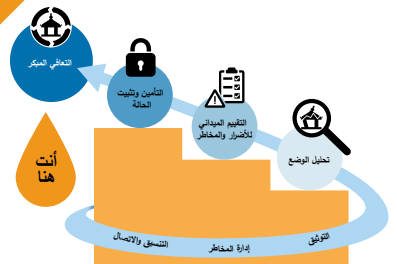 التعافي المبكر
التأمين وتثبيت
الحالة
التقييم الميداني
للأضرار والمخاطر
تحليل الوضع
أنت
هنا
التوثيق
إدارة المخاطر
التنسيق والاتصال